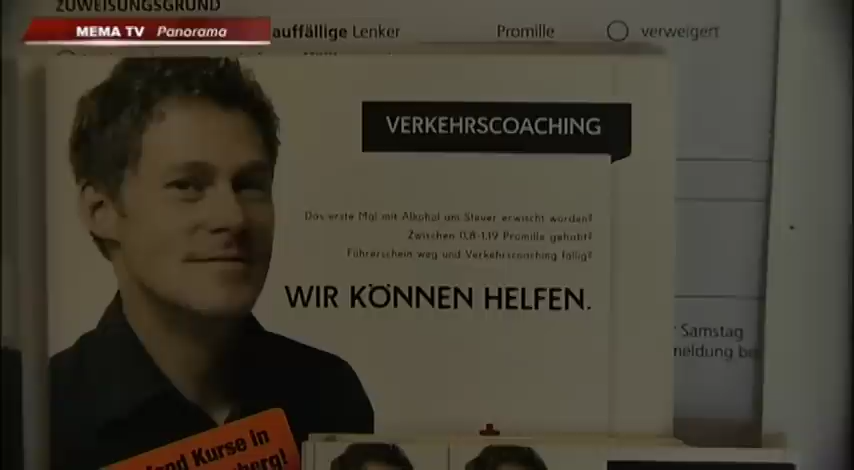 ZUWEISUNGSGRUND
MEMA TV Panorama
auffällige Lenker
Promille
verweigert
VERKEHRSCOACHING
Das erste Mal mit Alkohol am Steuer erwischt worden?
Zwischen 0,8-1,19 Promille gehabt?
Führerschein weg und Verkehrscoaching fällig?
WIR KÖNNEN HELFEN.
Samstag
Kurse in